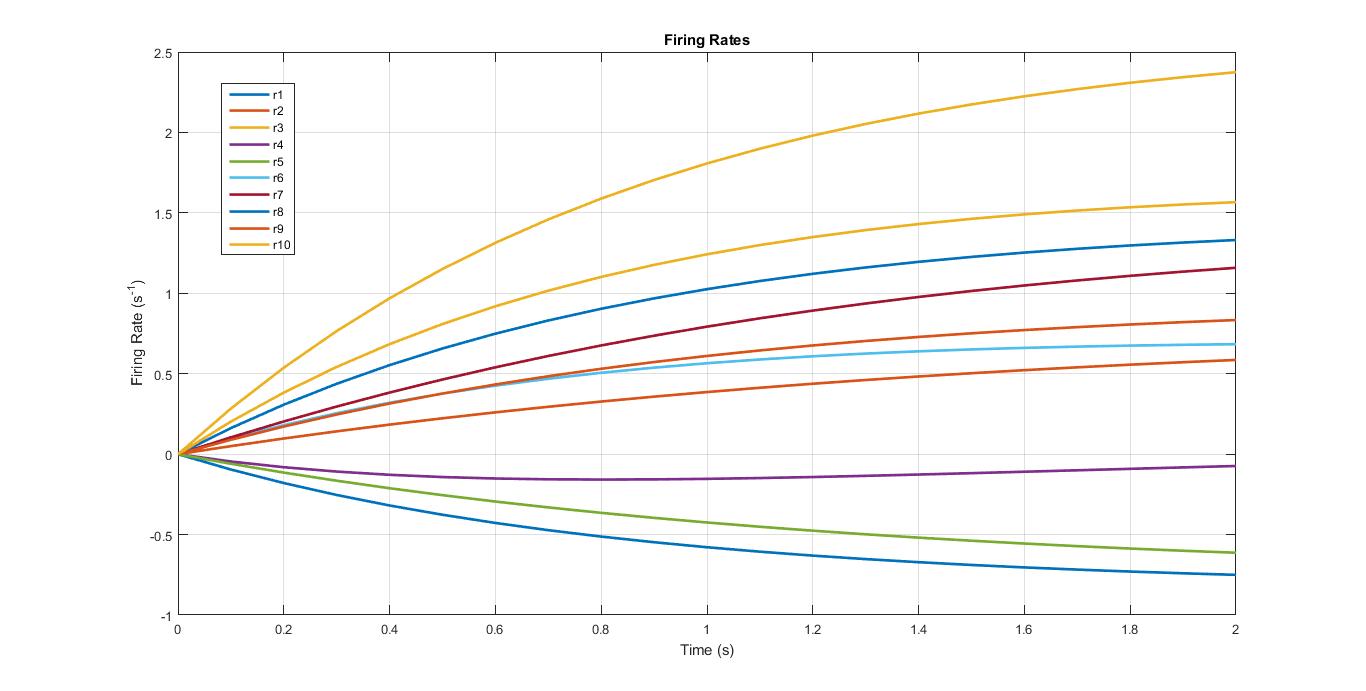 Firing Rates
2.5
2
1.5
1
0.5
0
-0.5
-1
r1
r2
r3
r4
r5
r6
r7
r8
r9
r10
Firing Rate (s⁻¹)
0 0.2 0.4 0.6 0.8 1 1.2 1.4 1.6 1.8 2
Time (s)